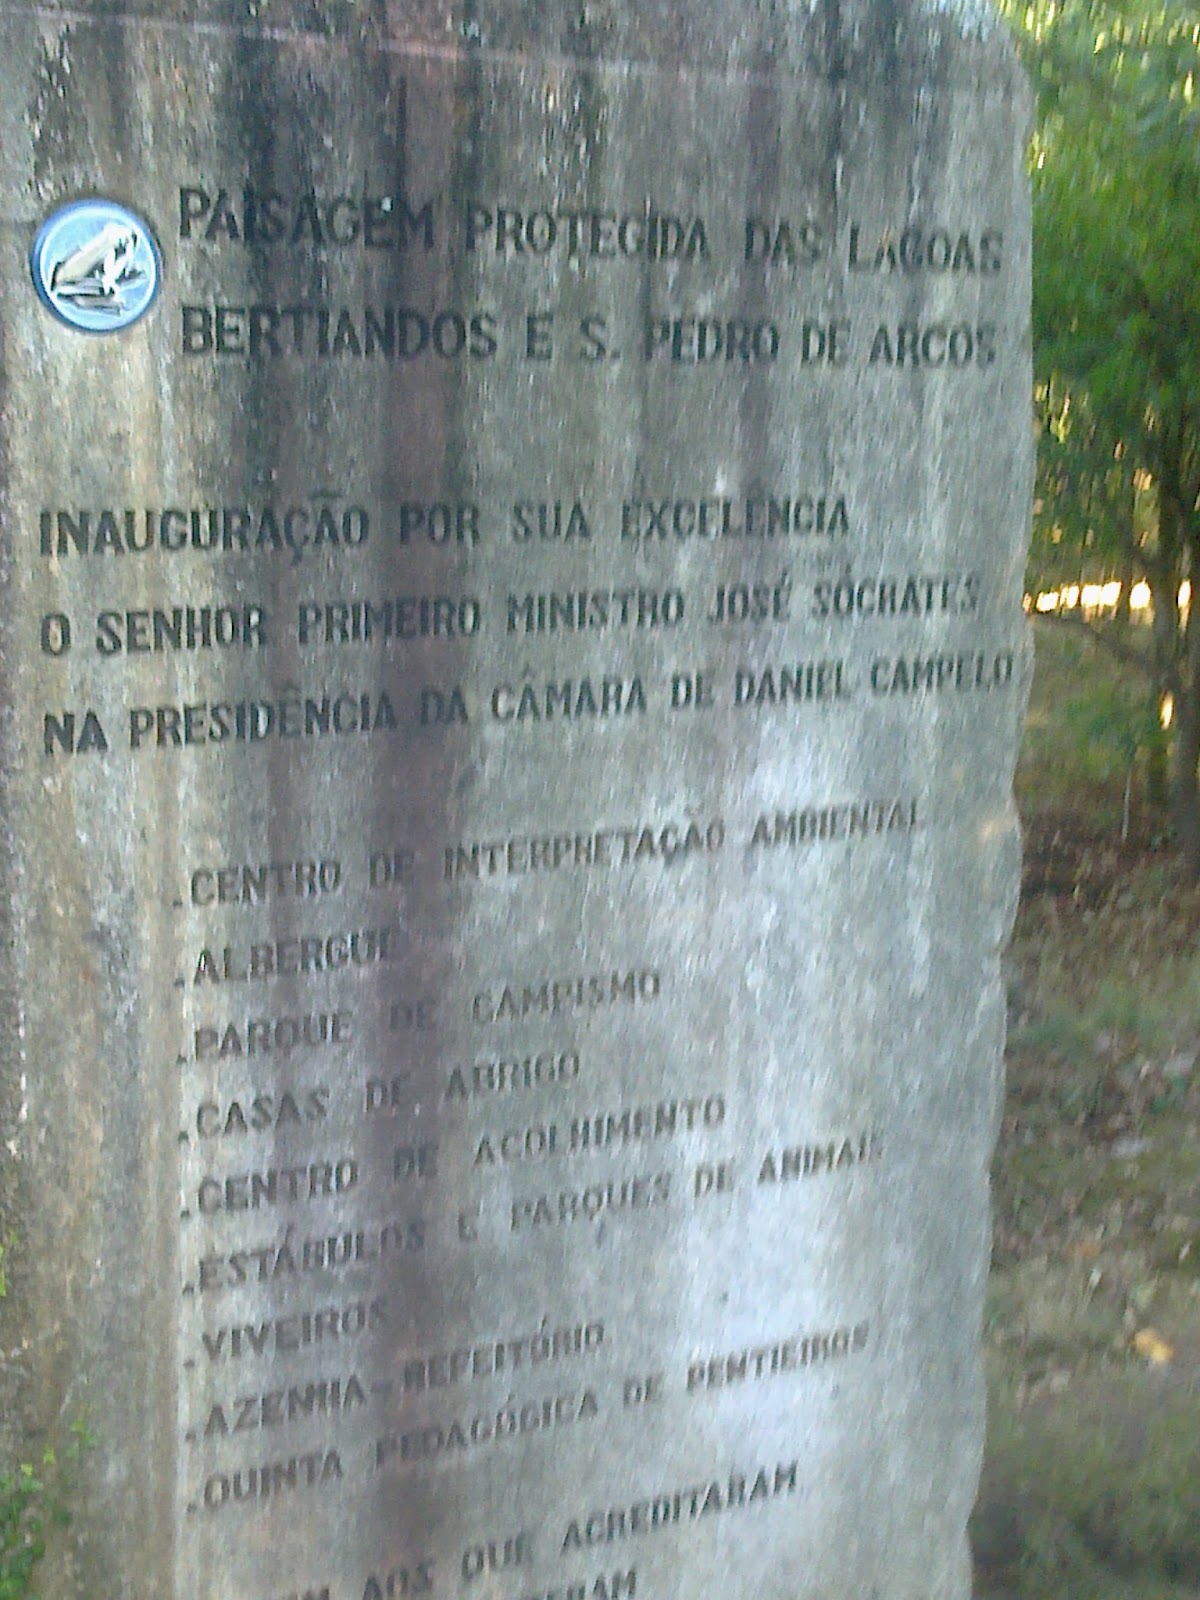 PAISAGEM PROTEGIDA DAS LAGOAS
BERTIANDOS E S. PEDRO DE ARCOS
INAUGURAÇÃO POR SUA EXCELÊNCIA
O SENHOR PRIMEIRO MINISTRO JOSÉ SÓCRATES
NA PRESIDÊNCIA DA CÂMARA DE DANIEL CAMPELO
.CENTRO DE INTERPRETAÇÃO AMBIENTAL
.ALBERGUE
.PARQUE DE CAMPISMO
.CASAS DE ABRIGO
.CENTRO DE ACOLHIMENTO
.ESTÁBULOS E PARQUES DE ANIMAIS
.VIVEIROS
.AZENHA-REFEITÓRIO
.QUINTA PEDAGÓGICA DE PENTIEIROS
AOS QUE ACREDITARAM